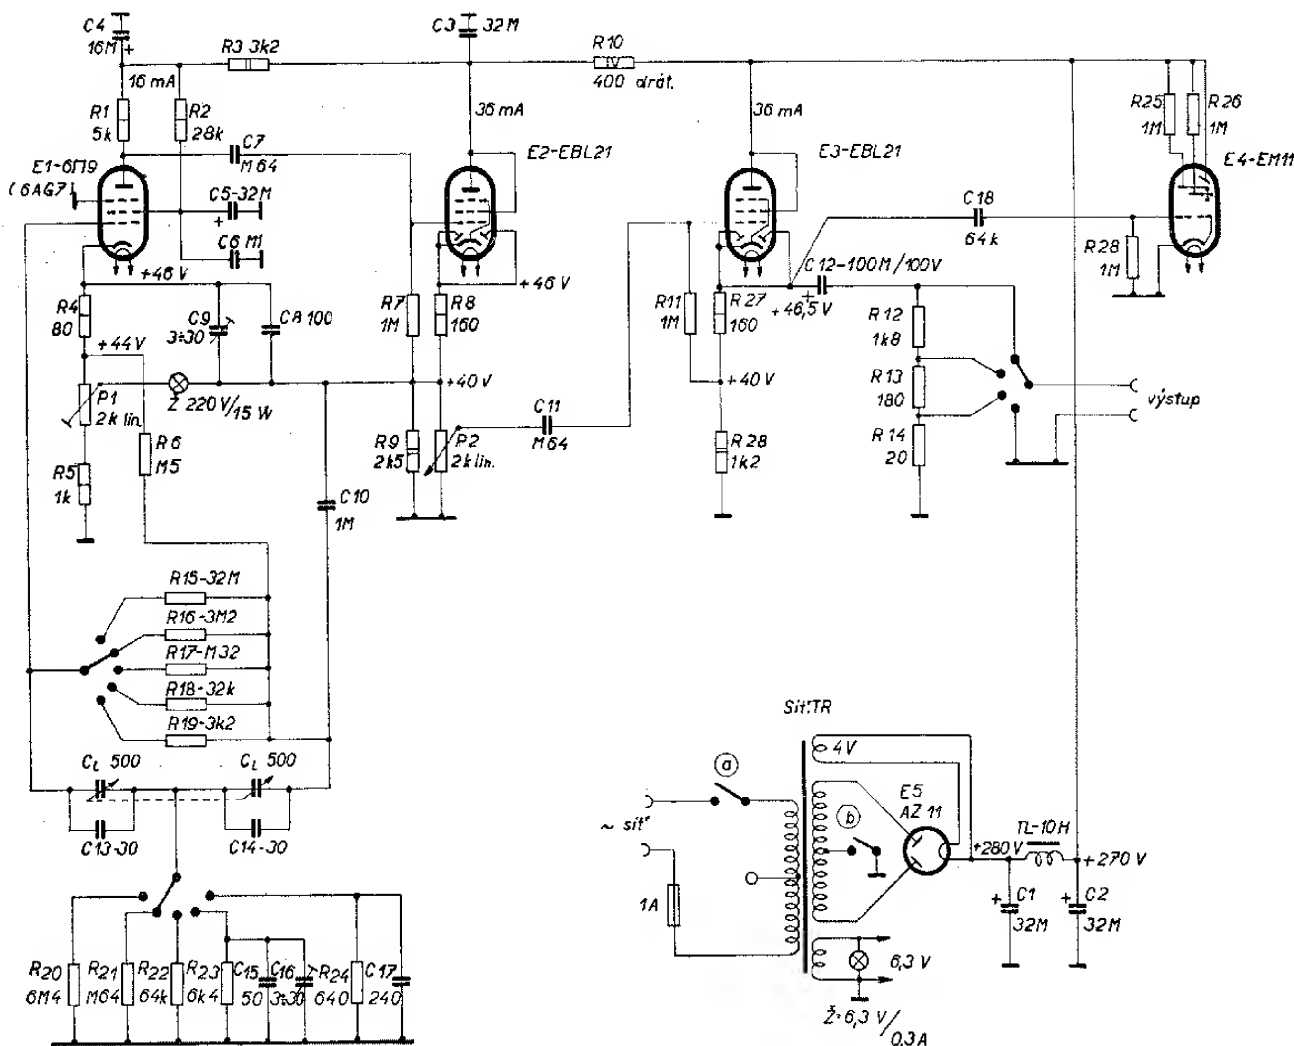 C4
16M +
C3
32M
R3 3k2
R10
400 drát.
16 mA
36 mA
36 mA
R1
5k
R2
28k
C7
M64
E1-6П9
(6AG7)
E2-EBL21
E3-EBL21
R25
1M
R26
1M
E4-EM11
C5-32M
+
C6 M1
C18
64k
R28
1M
+46 V
+46 V
C12-100M/100V
+
+46,5 V
R4
80
C9
3÷30
C8 100
R7
1M
R8
160
R11
1M
R27
160
R12
1k8
+44V
+40 V
+40 V
P1
2k lin.
Ž 220 V/15 W
R13
180
výstup
R6
M5
C11
M64
R9
2k5
P2
2k lin.
R28
1k2
R14
20
R5
1k
C10
1M
R15-32M
R16-3M2
R17-M32
R18-32k
R19-3k2
CL 500
CL 500
C13-30
C14-30
Síť.TR
4V
a
b
E5
AZ 11
~ síť
TL-10H
+280V
+270 V
1A
+
C1
32M
+
C2
32M
6,3 V
Ž-6,3 V/
0,3A
R20
6M4
R21
M64
R22
64k
R23
6k4
C15
50
C16
3÷30
R24
640
C17
240